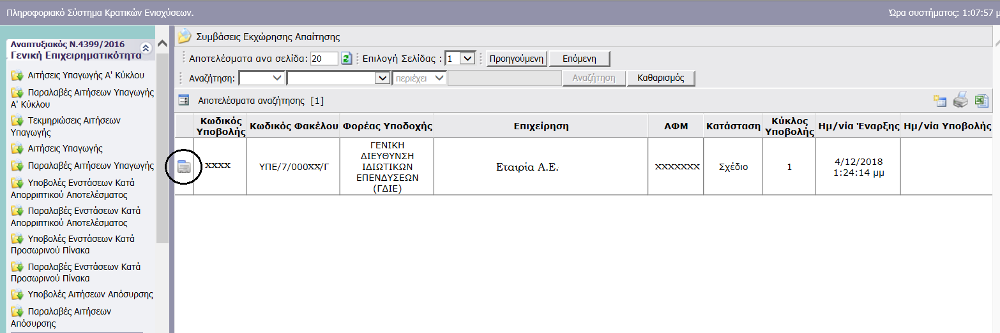 Πληροφοριακό Σύστημα Κρατικών Ενισχύσεων.
Ώρα συστήματος: 1:07:57 μ
Αναπτυξιακός Ν.4399/2016
Γενική Επιχειρηματικότητα
Αιτήσεις Υπαγωγής Α' Κύκλου
Παραλαβές Αιτήσεων Υπαγωγής
Α' Κύκλου
Τεκμηριώσεις Αιτήσεων
Υπαγωγής
Αιτήσεις Υπαγωγής
Παραλαβές Αιτήσεων Υπαγωγής
Υποβολές Ενστάσεων Κατά
Απορριπτικού Αποτελέσματος
Παραλαβές Ενστάσεων Κατά
Απορριπτικού Αποτελέσματος
Υποβολές Ενστάσεων Κατά
Προσωρινού Πίνακα
Παραλαβές Ενστάσεων Κατά
Προσωρινού Πίνακα
Υποβολές Αιτήσεων Απόσυρσης
Παραλαβές Αιτήσεων
Απόσυρσης
Συμβάσεις Εκχώρησης Απαίτησης
Αποτελέσματα ανα σελίδα: 20 Επιλογή Σελίδας : 1 Προηγούμενη Επόμενη
Αναζήτηση: περιέχει Αναζήτηση Καθαρισμός
Αποτελέσματα αναζήτησης [1]
Κωδικός Υποβολής Κωδικός Φακέλου Φορέας Υποδοχής Επιχείρηση ΑΦΜ Κατάσταση Κύκλος Υποβολής Ημ/νία Έναρξης Ημ/νία Υποβολής
xxxx
ΥΠΕ/7/000xx/Γ
ΓΕΝΙΚΗ
ΔΙΕΥΘΥΝΣΗ
ΙΔΙΩΤΙΚΩΝ
ΕΠΕΝΔΥΣΕΩΝ
(ΓΔΙΕ)
Εταιρία Α.Ε.
xxxxxxx
Σχέδιο
1
4/12/2018
1:24:14 μμ